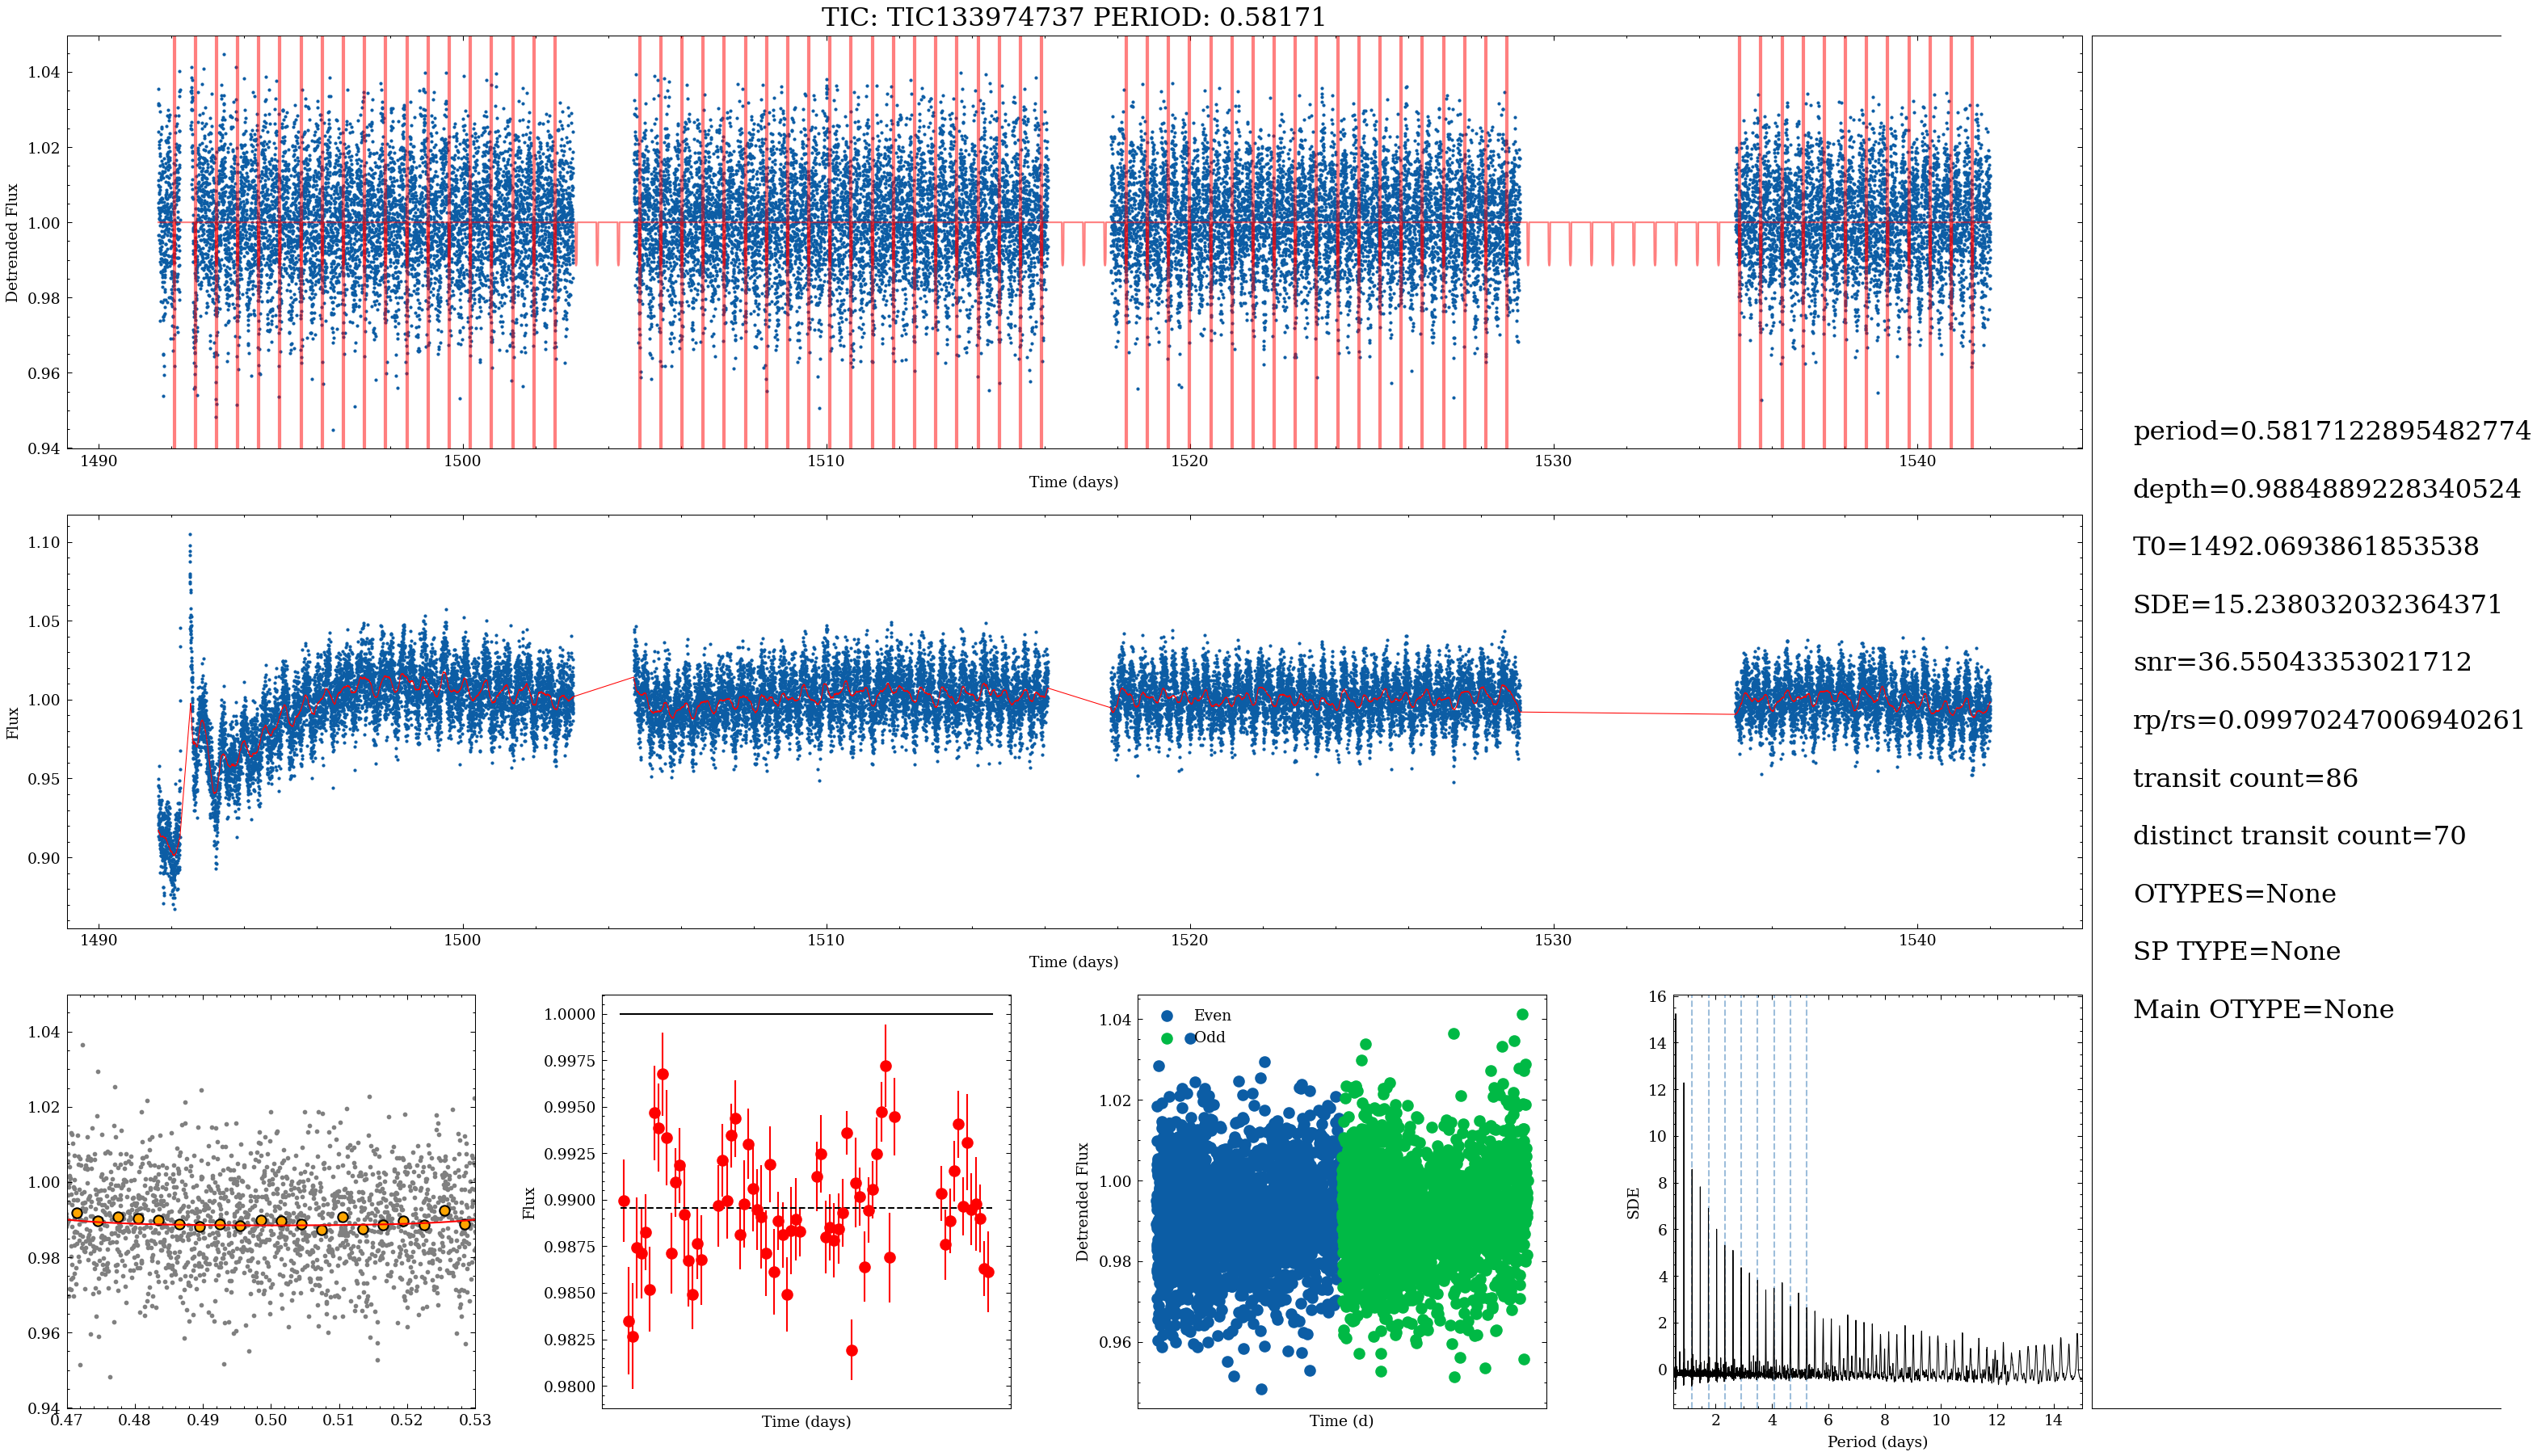 TIC: TIC133974737 PERIOD: 0.58171
Detrended Flux
1.04
1.02
1.00
0.98
0.96
0.94
1490 1500 1510 1520 1530 1540
Time (days)
Flux
1.10
1.05
1.00
0.95
0.90
1490 1500 1510 1520 1530 1540
Time (days)
1.04
1.02
1.00
0.98
0.96
0.94
0.47 0.48 0.49 0.50 0.51 0.52 0.53
Flux
1.0000
0.9975
0.9950
0.9925
0.9900
0.9875
0.9850
0.9825
0.9800
Time (days)
Detrended Flux
1.04
1.02
1.00
0.98
0.96
Even
Odd
Time (d)
SDE
16
14
12
10
8
6
4
2
0
2 4 6 8 10 12 14
Period (days)
period=0.5817122895482774
depth=0.9884889228340524
T0=1492.0693861853538
SDE=15.238032032364371
snr=36.55043353021712
rp/rs=0.09970247006940261
transit count=86
distinct transit count=70
OTYPES=None
SP TYPE=None
Main OTYPE=None